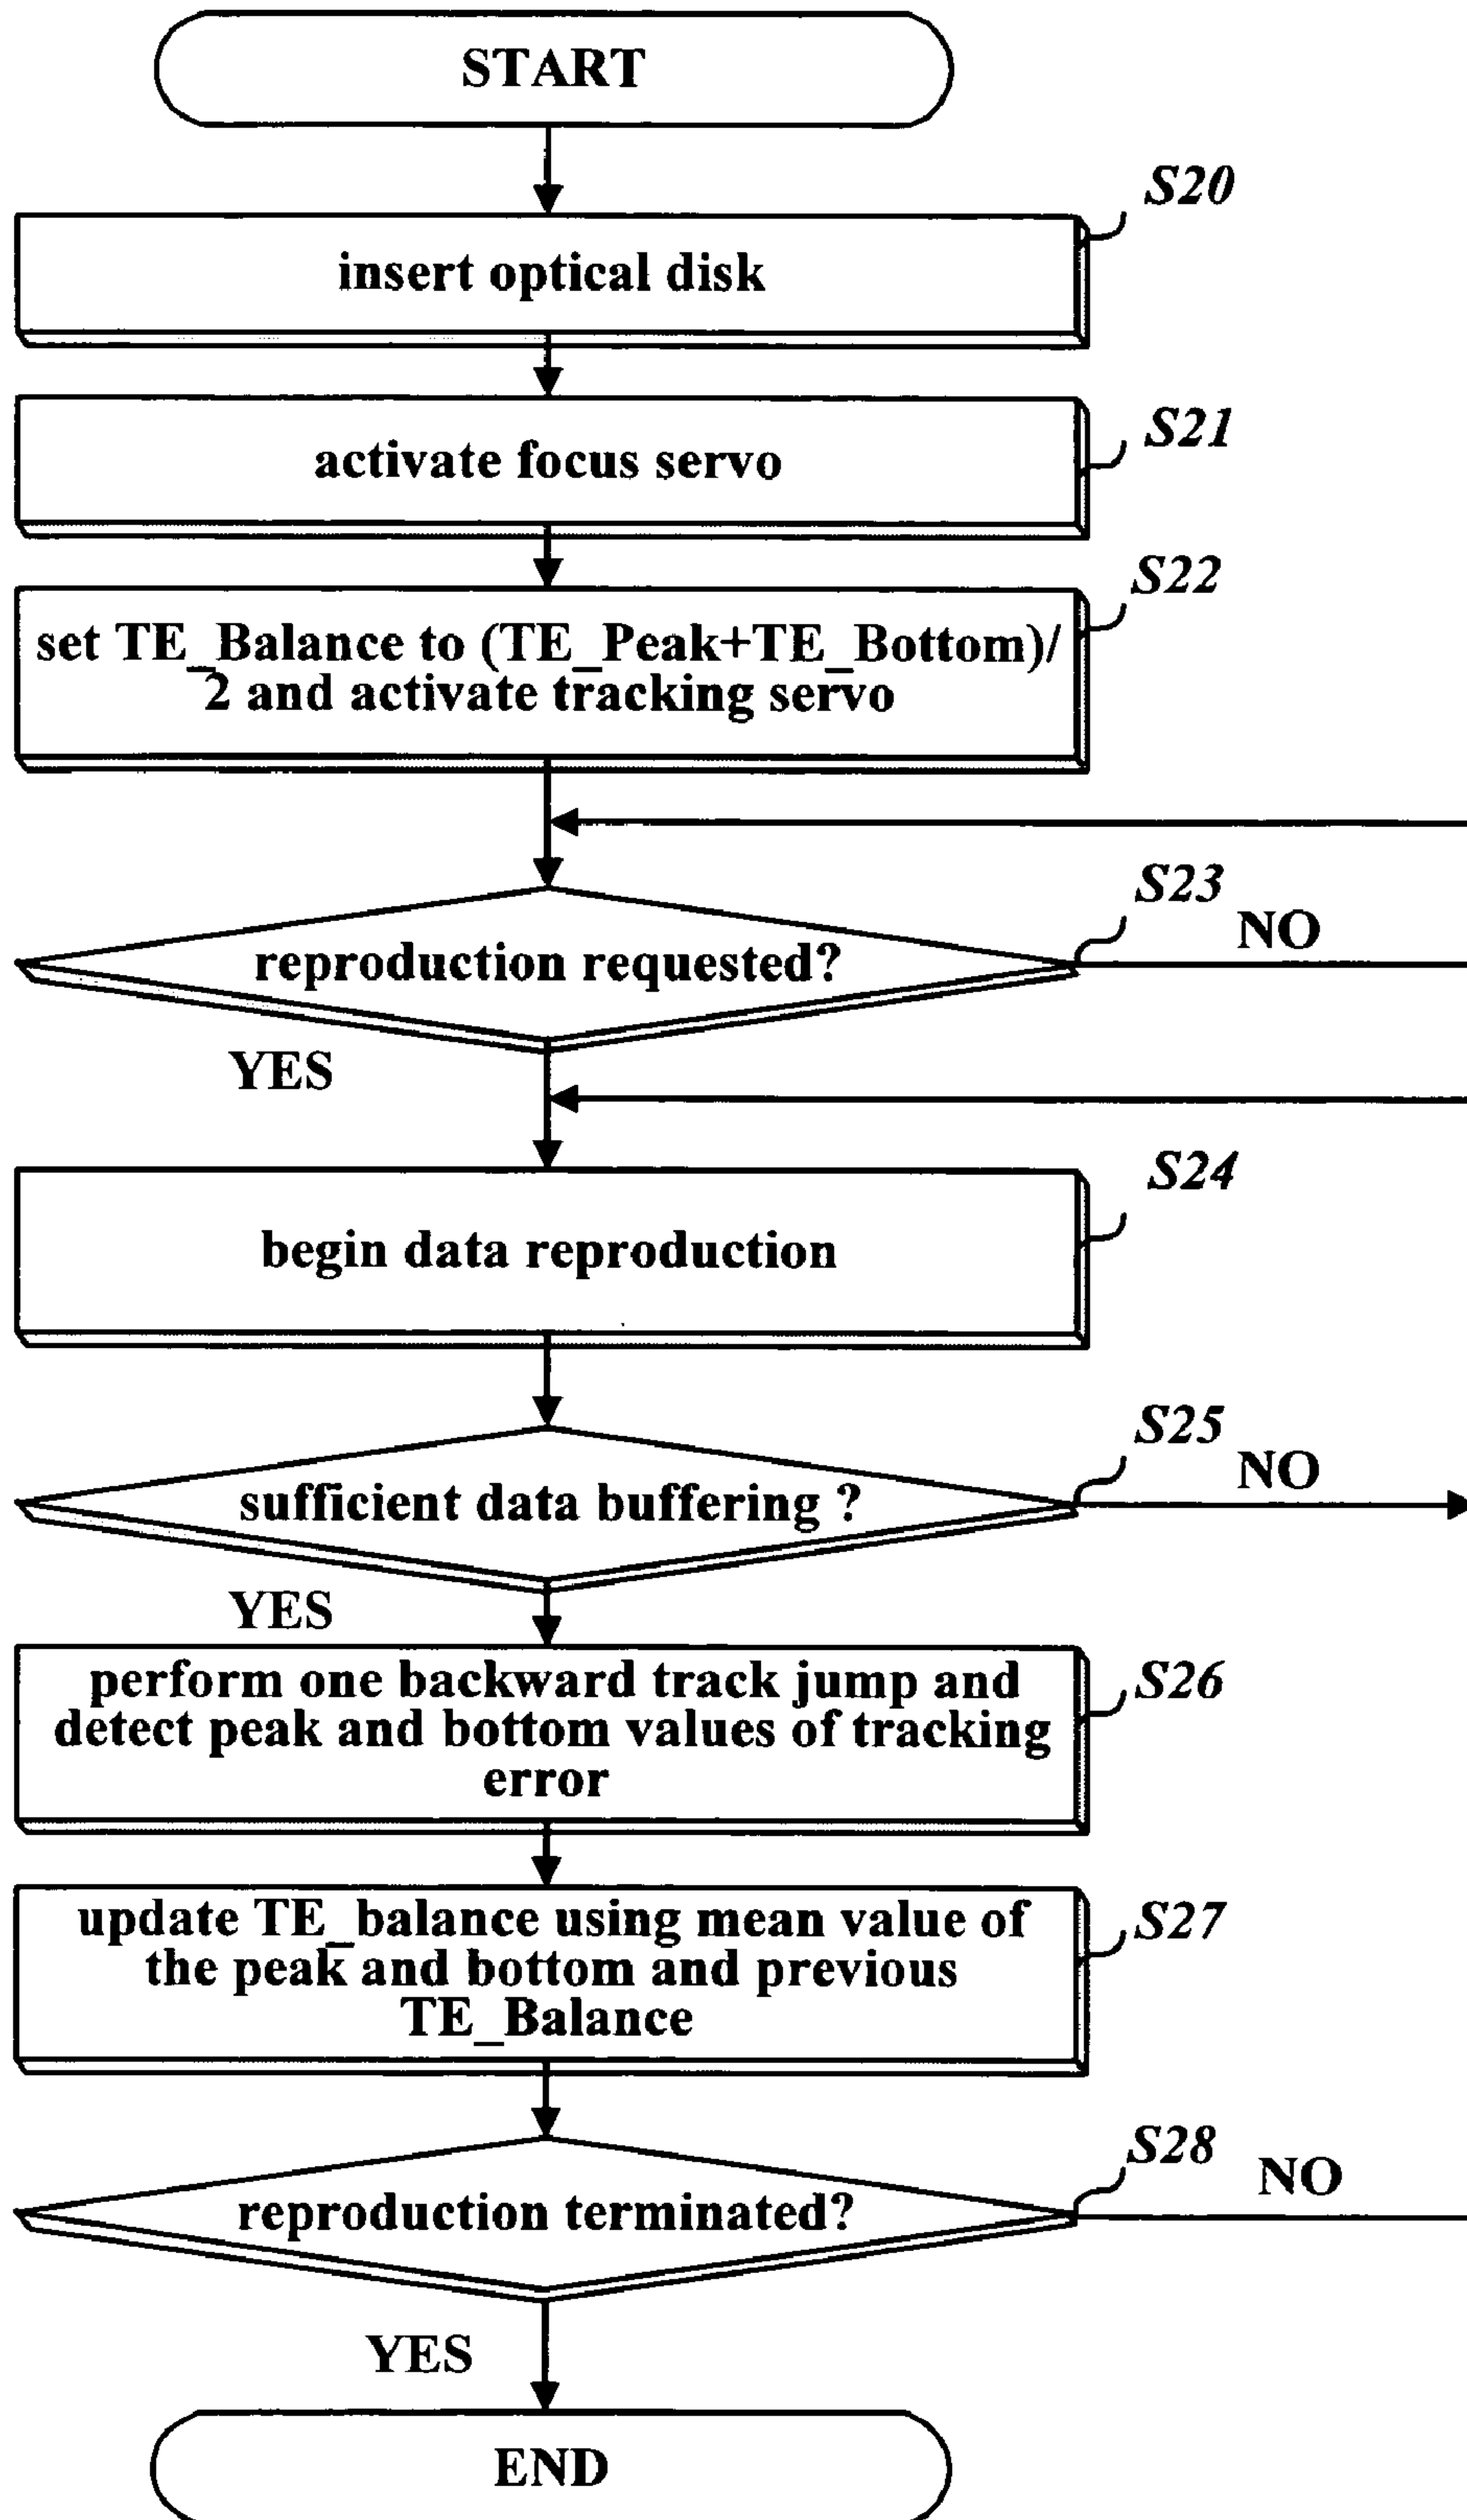 START
S20
insert optical disk
S21
activate focus servo
S22
set TE_Balance to (TE_Peak+TE_Bottom)/
2 and activate tracking servo
S23
NO
reproduction requested?
YES
S24
begin data reproduction
S25
NO
sufficient data buffering ?
YES
S26
perform one backward track jump and
detect peak and bottom values of tracking
error
S27
update TE_balance using mean value of
the peak and bottom and previous
TE_Balance
S28
NO
reproduction terminated?
YES
END